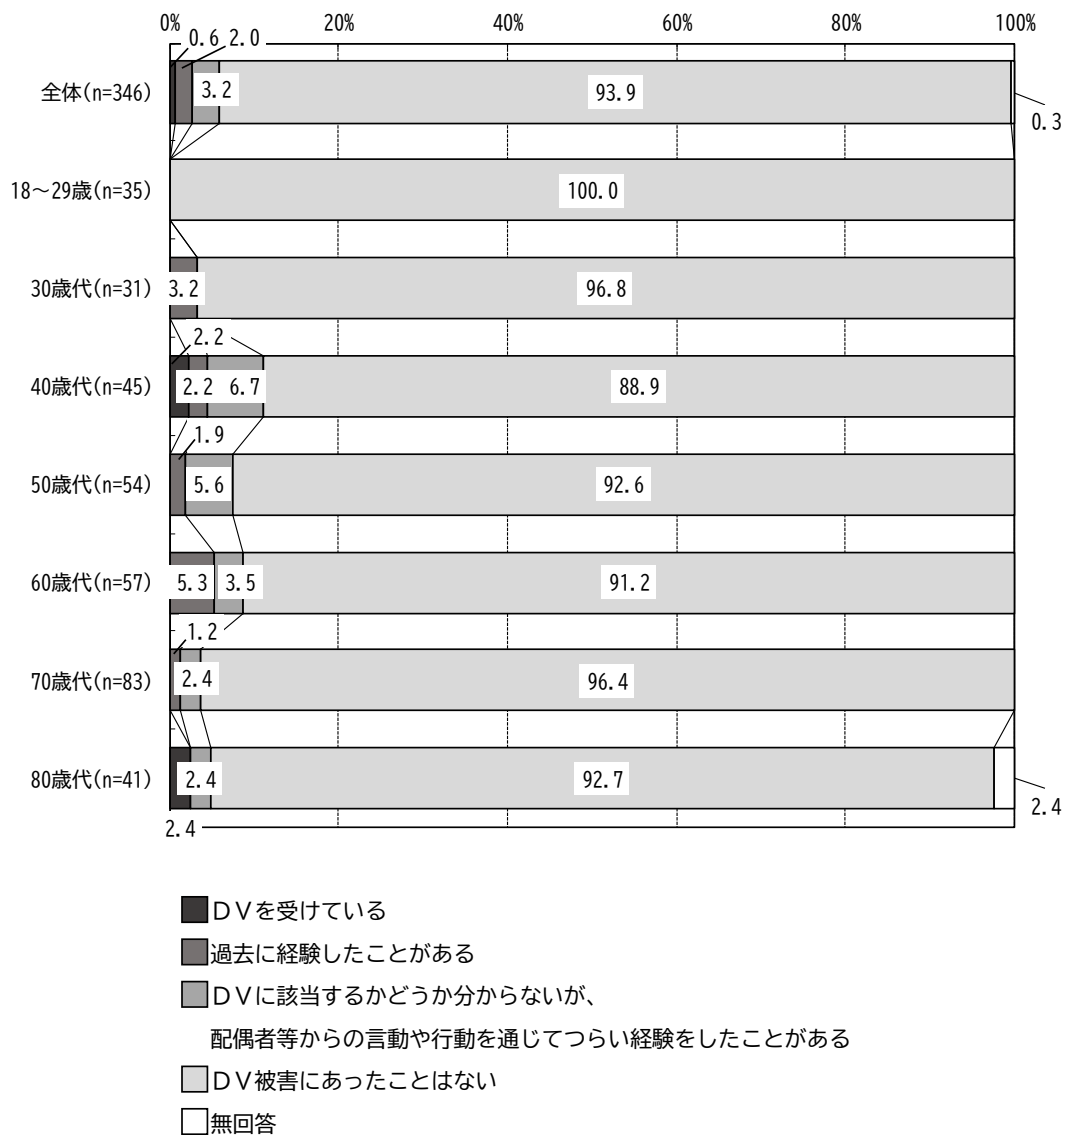 0% 20% 40% 60% 80% 100%
0.6 2.0
全体(n=346) 3.2 93.9
0.3
18～29歳(n=35) 100.0
30歳代(n=31) 3.2 96.8
2.2
40歳代(n=45) 2.2 6.7 88.9
1.9
50歳代(n=54) 5.6 92.6
60歳代(n=57) 5.3 3.5 91.2
1.2
70歳代(n=83) 2.4 96.4
80歳代(n=41) 2.4 92.7
2.4
2.4
ＤＶを受けている
過去に経験したことがある
ＤＶに該当するかどうか分からないが、
配偶者等からの言動や行動を通じてつらい経験をしたことがある
ＤＶ被害にあったことはない
無回答